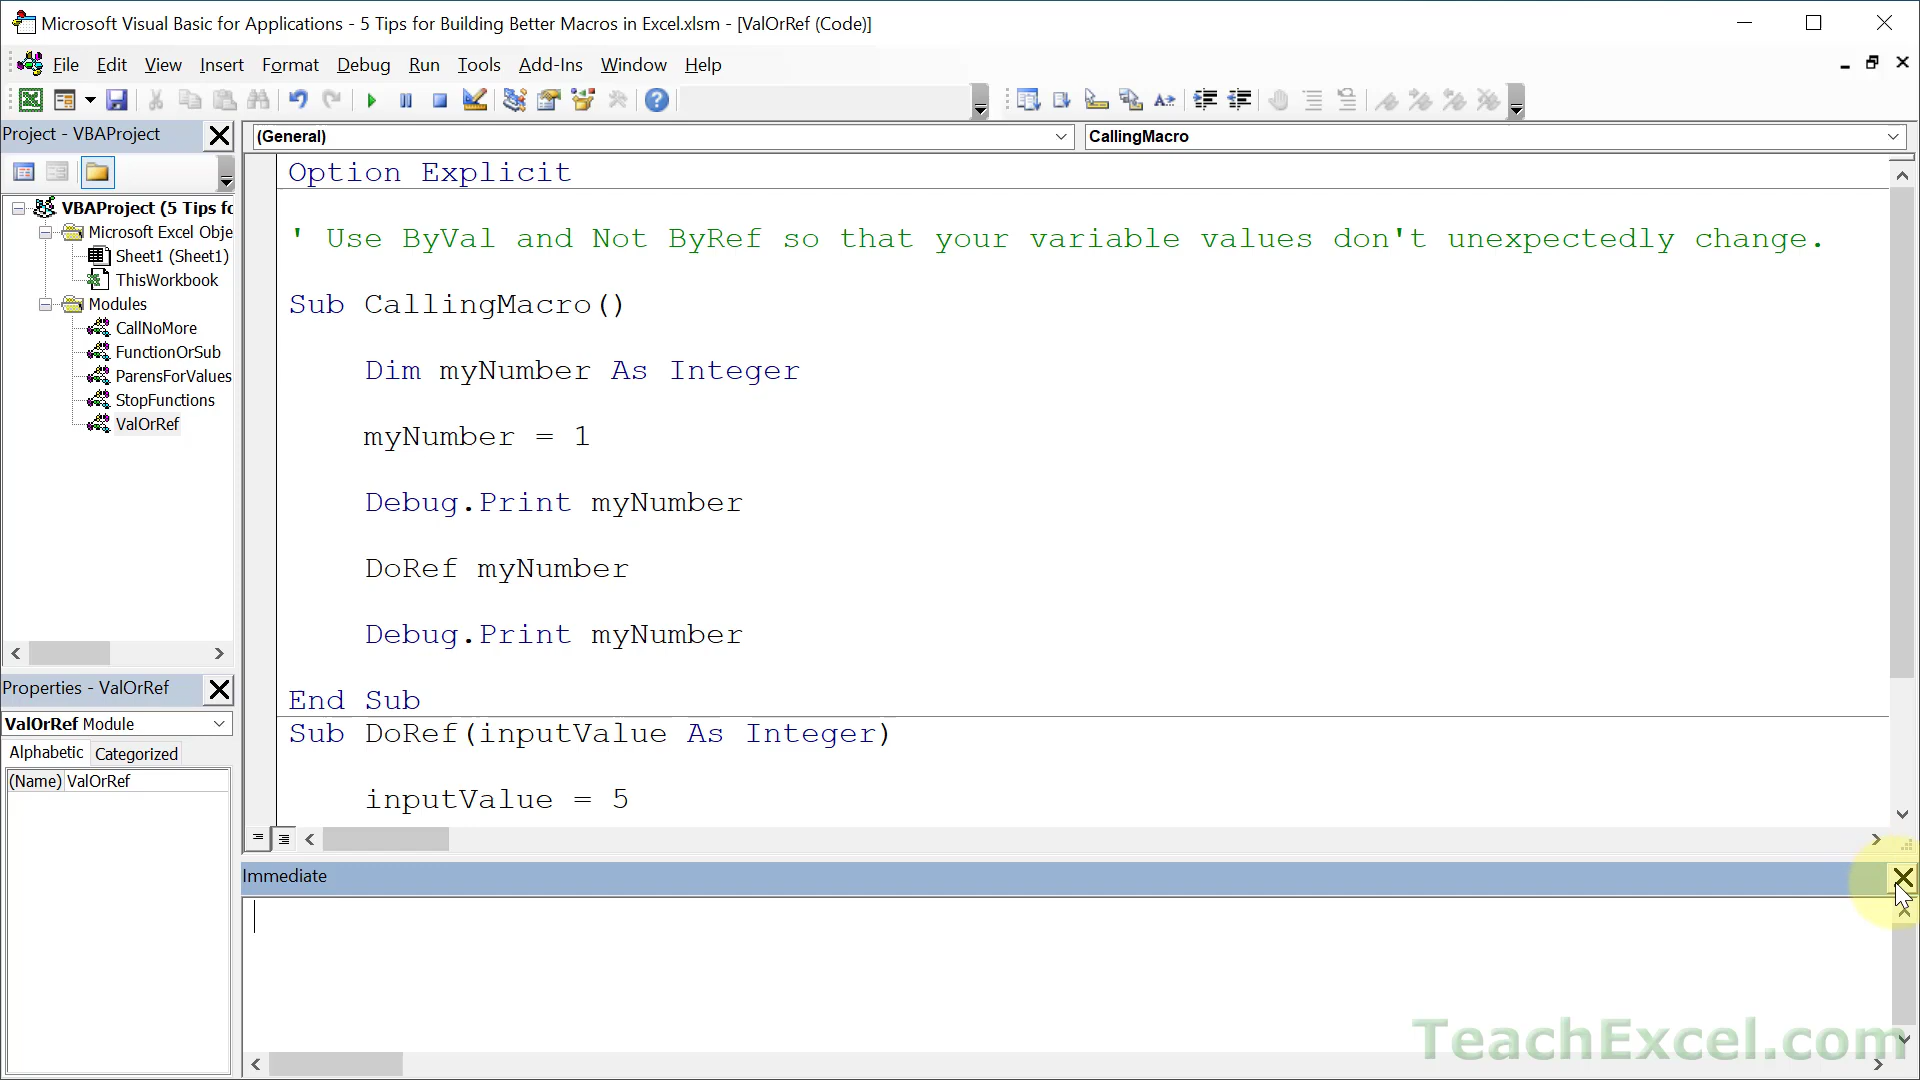 Microsoft Visual Basic for Applications - 5 Tips for Building Better Macros in Excel.xlsm - [ValOrRef (Code)]
File Edit View Insert Format Debug Run Tools Add-Ins Window Help
Project - VBAProject
(General) CallingMacro
VBAProject (5 Tips fo
Microsoft Excel Obje
Sheet1 (Sheet1)
ThisWorkbook
Modules
CallNoMore
FunctionOrSub
ParensForValues
StopFunctions
ValOrRef
Option Explicit
' Use ByVal and Not ByRef so that your variable values don't unexpectedly change.
Sub CallingMacro()
Dim myNumber As Integer
myNumber = 1
Debug.Print myNumber
DoRef myNumber
Debug.Print myNumber
End Sub
Sub DoRef(inputValue As Integer)
inputValue = 5
Properties - ValOrRef
ValOrRef Module
Alphabetic Categorized
(Name) ValOrRef
Immediate
TeachExcel.com